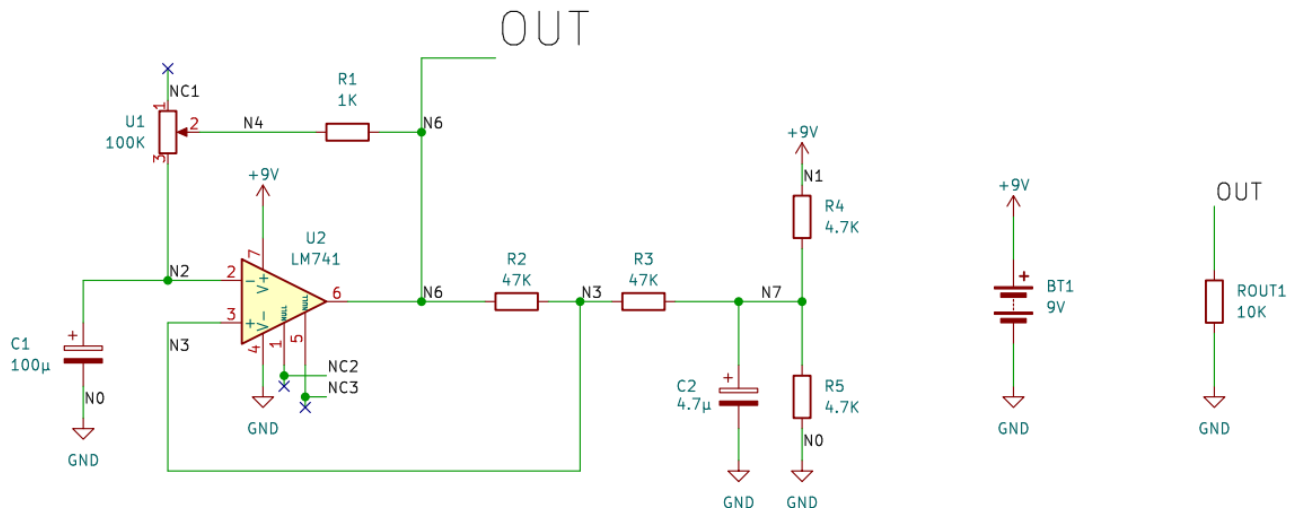 OUT
NC1
1
U1
100K
2
3
N4
R1
1K
N6
+9V
U2
LM741
7
N2
2
-
V+
6
N6
3
+
V-
NULL
NULL
4
1
5
N3
NC2
NC3
GND
+
C1
100µ
N0
GND
R2
47K
N3
R3
47K
N7
+9V
N1
R4
4.7K
+
C2
4.7µ
R5
4.7K
N0
GND
GND
+9V
+
BT1
9V
GND
OUT
ROUT1
10K
GND